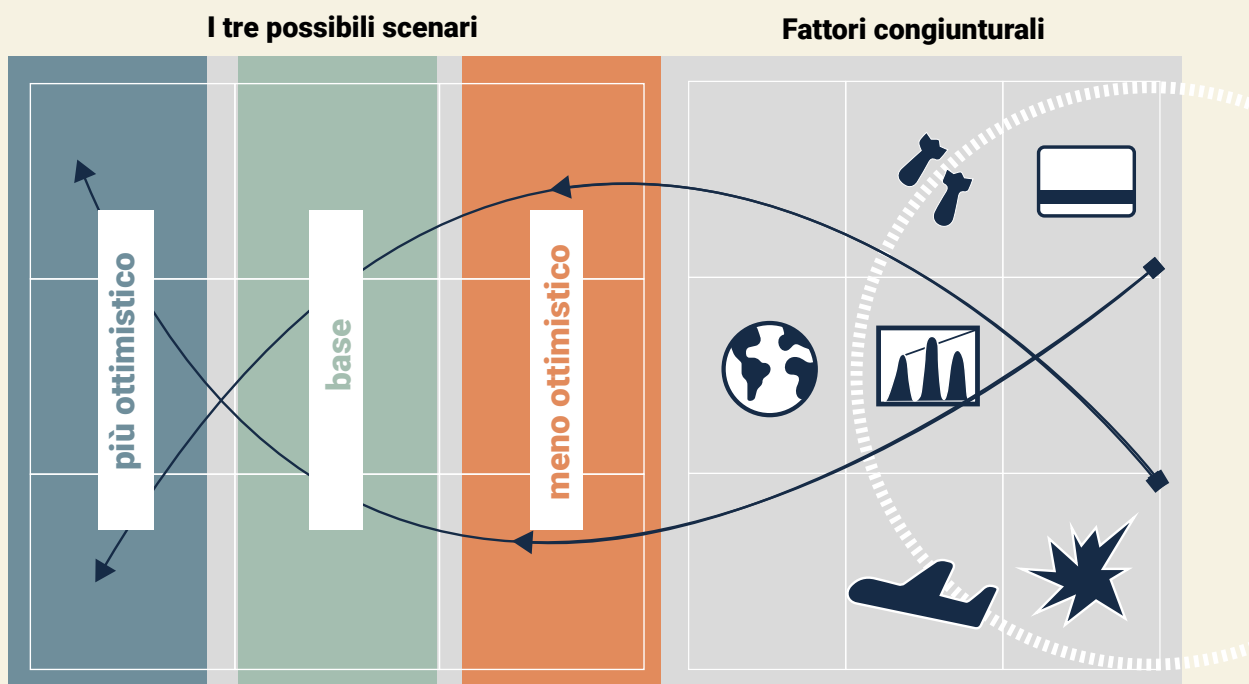 I tre possibili scenari
Fattori congiunturali
più ottimistico
base
meno ottimistico